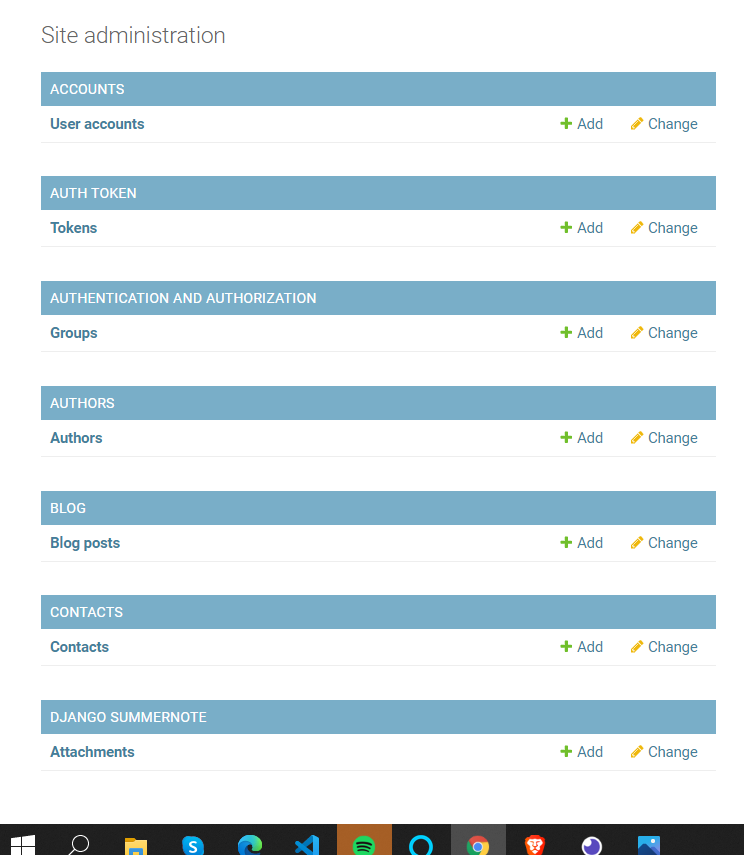 Site administration
ACCOUNTS
User accounts Add Change
AUTH TOKEN
Tokens Add Change
AUTHENTICATION AND AUTHORIZATION
Groups Add Change
AUTHORS
Authors Add Change
BLOG
Blog posts Add Change
CONTACTS
Contacts Add Change
DJANGO SUMMERNOTE
Attachments Add Change
S